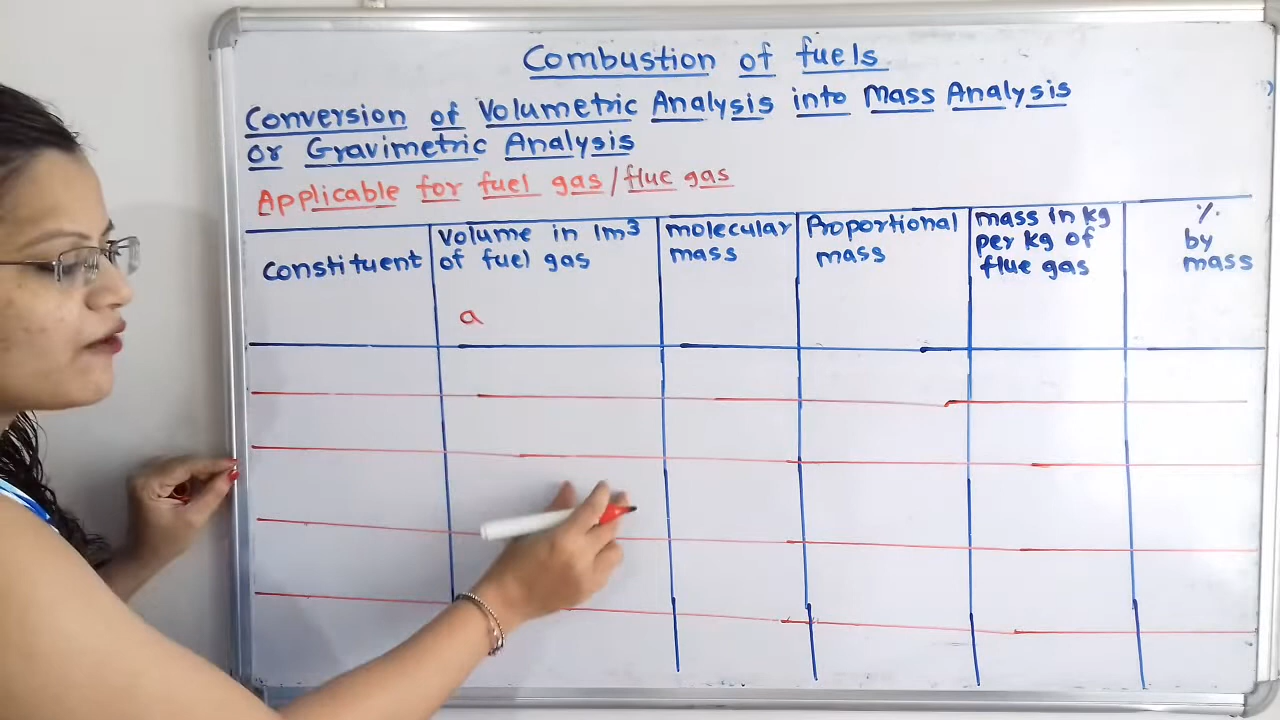 Combustion of fuels
Conversion of Volumetric Analysis into Mass Analysis
or Gravimetric Analysis
Applicable for fuel gas/flue gas
Constituent
Volume in 1m³
of fuel gas
a
molecular
mass
Proportional
mass
mass in kg
per kg of
flue gas
%
by
mass